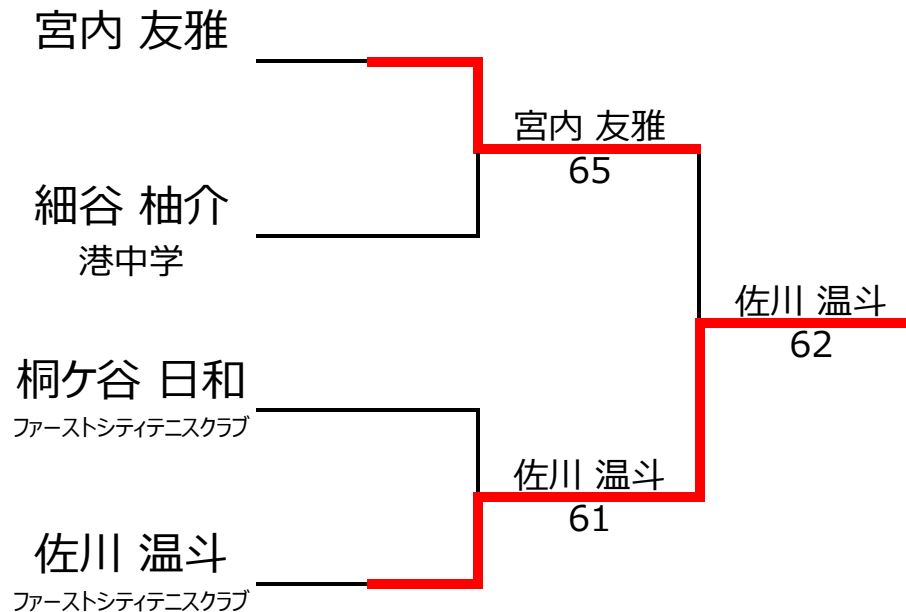 宮内 友雅
宮内 友雅
65
細谷 柚介
港中学
佐川 温斗
62
桐ケ谷 日和
ファーストシティテニスクラブ
佐川 温斗
61
佐川 温斗
ファーストシティテニスクラブ